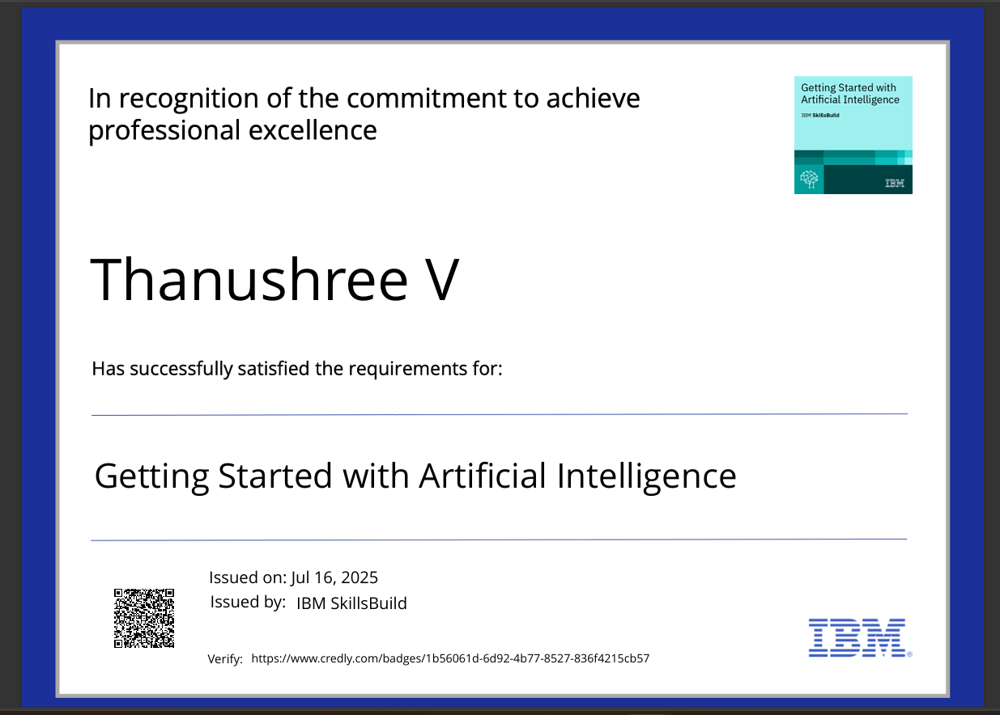 In recognition of the commitment to achieve
professional excellence
Getting Started with
Artificial Intelligence
IBM SkillsBuild
IBM
Thanushree V
Has successfully satisfied the requirements for:
Getting Started with Artificial Intelligence
Issued on: Jul 16, 2025
Issued by: IBM SkillsBuild
Verify: https://www.credly.com/badges/1b56061d-6d92-4b77-8527-836f4215cb57
IBM®